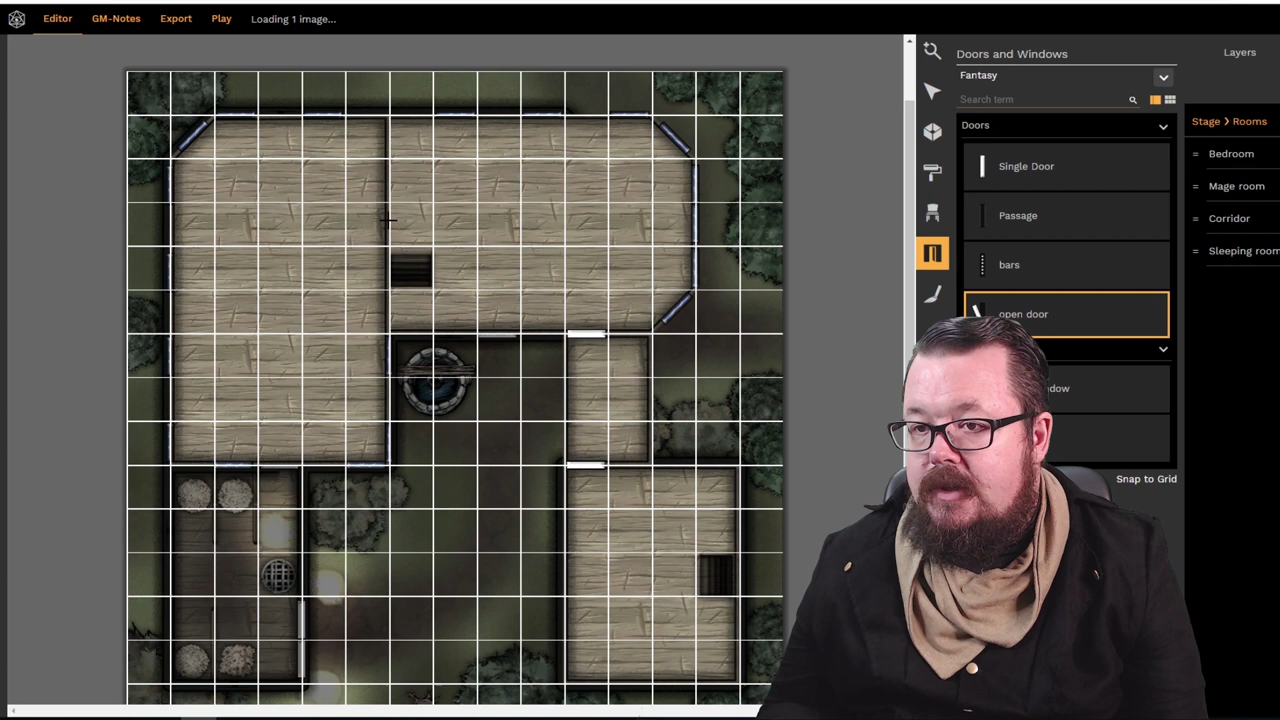 Editor GM-Notes Export Play Loading 1 image...
Doors and Windows
Layers
Fantasy
Search term
Doors
Stage ❯ Rooms
Single Door
Bedroom
Mage room
Passage
Corridor
Sleeping room
bars
open door
Snap to Grid